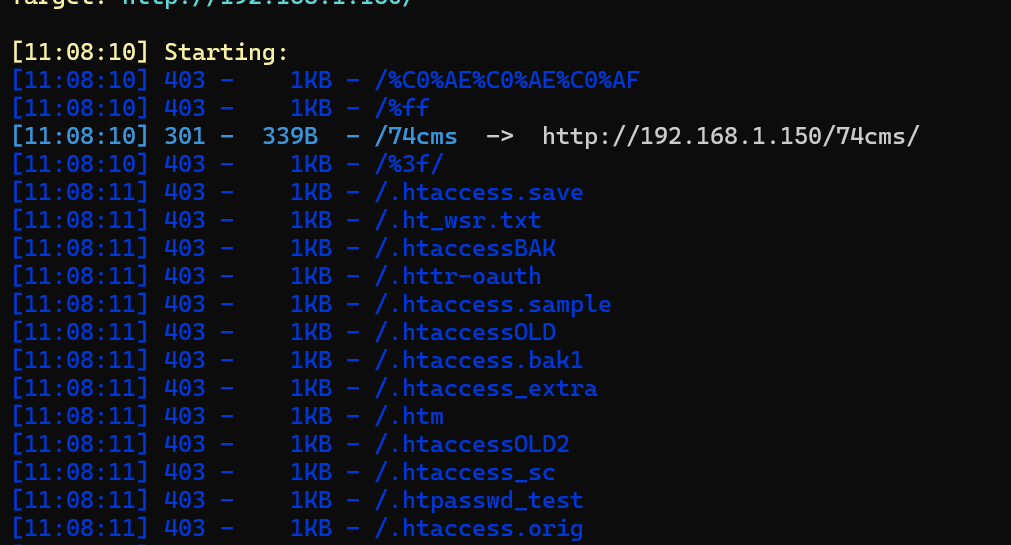 Target: http://192.168.1.150/
[11:08:10] Starting:
[11:08:10] 403 -    1KB - /%C0%AE%C0%AE%C0%AF
[11:08:10] 403 -    1KB - /%ff
[11:08:10] 301 -  339B  - /74cms  ->  http://192.168.1.150/74cms/
[11:08:10] 403 -    1KB - /%3f/
[11:08:11] 403 -    1KB - /.htaccess.save
[11:08:11] 403 -    1KB - /.ht_wsr.txt
[11:08:11] 403 -    1KB - /.htaccessBAK
[11:08:11] 403 -    1KB - /.httr-oauth
[11:08:11] 403 -    1KB - /.htaccess.sample
[11:08:11] 403 -    1KB - /.htaccessOLD
[11:08:11] 403 -    1KB - /.htaccess.bak1
[11:08:11] 403 -    1KB - /.htaccess_extra
[11:08:11] 403 -    1KB - /.htm
[11:08:11] 403 -    1KB - /.htaccessOLD2
[11:08:11] 403 -    1KB - /.htaccess_sc
[11:08:11] 403 -    1KB - /.htpasswd_test
[11:08:11] 403 -    1KB - /.htaccess.orig